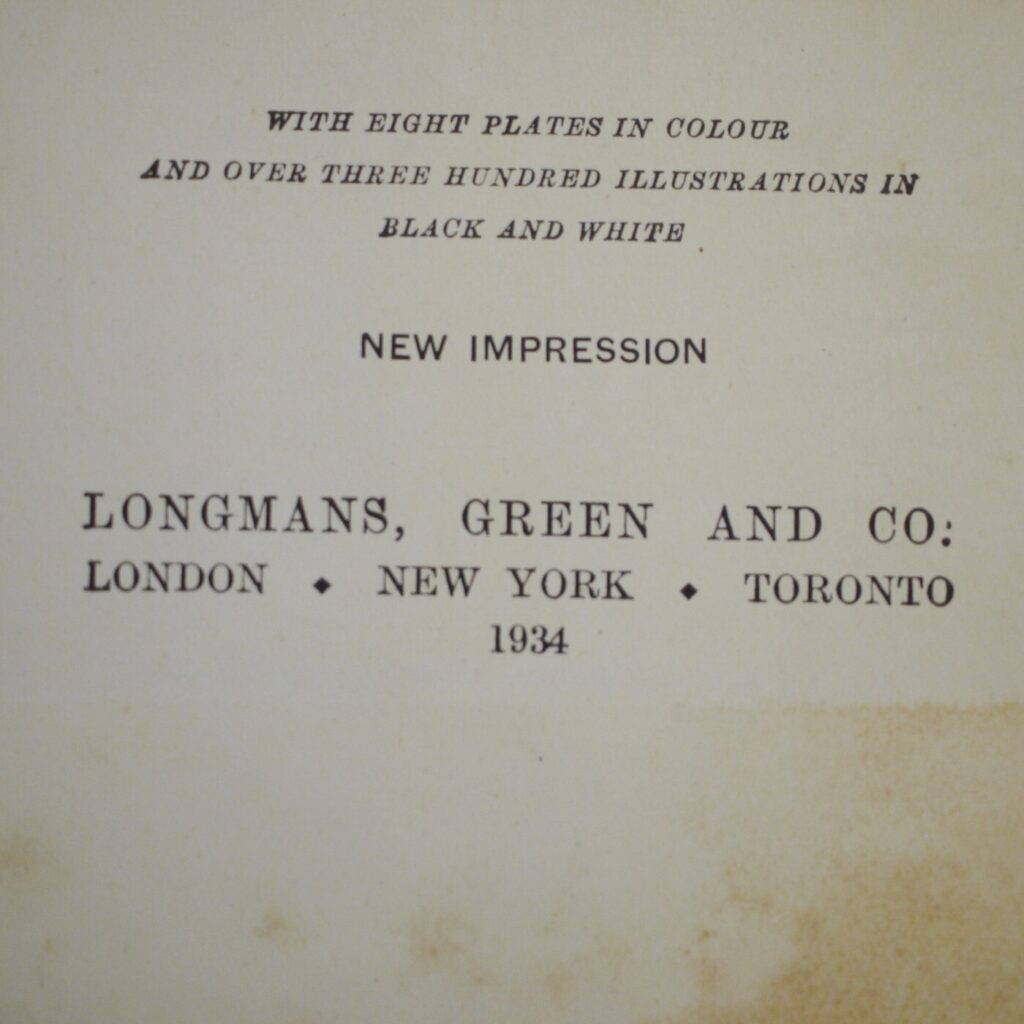 WITH EIGHT PLATES IN COLOUR
AND OVER THREE HUNDRED ILLUSTRATIONS IN
BLACK AND WHITE
NEW IMPRESSION
LONGMANS, GREEN AND CO:
LONDON ◆ NEW YORK ◆ TORONTO
1934